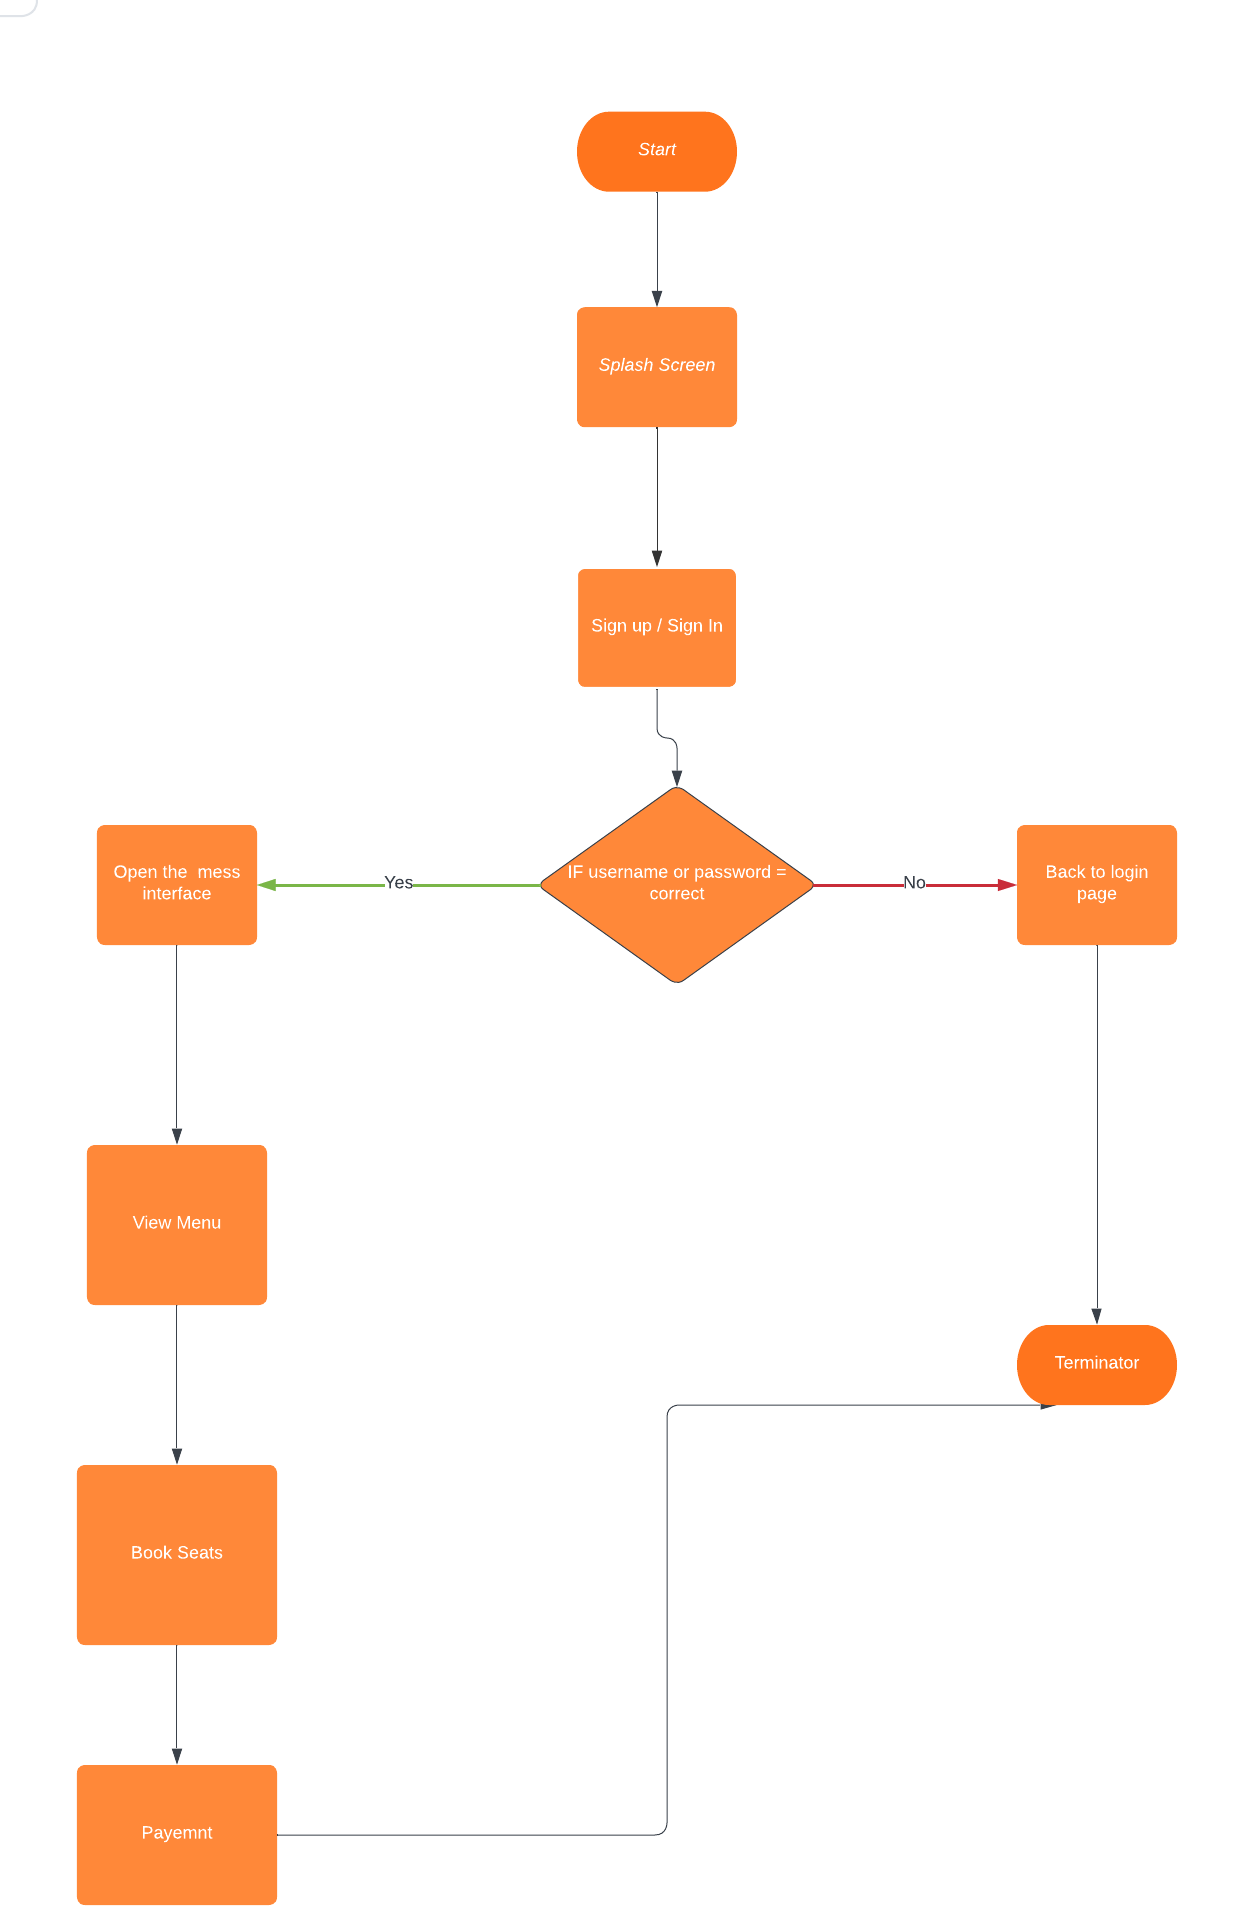 Start
Splash Screen
Sign up / Sign In
IF username or password =
correct
Yes
No
Open the  mess
interface
Back to login
page
View Menu
Terminator
Book Seats
Payemnt